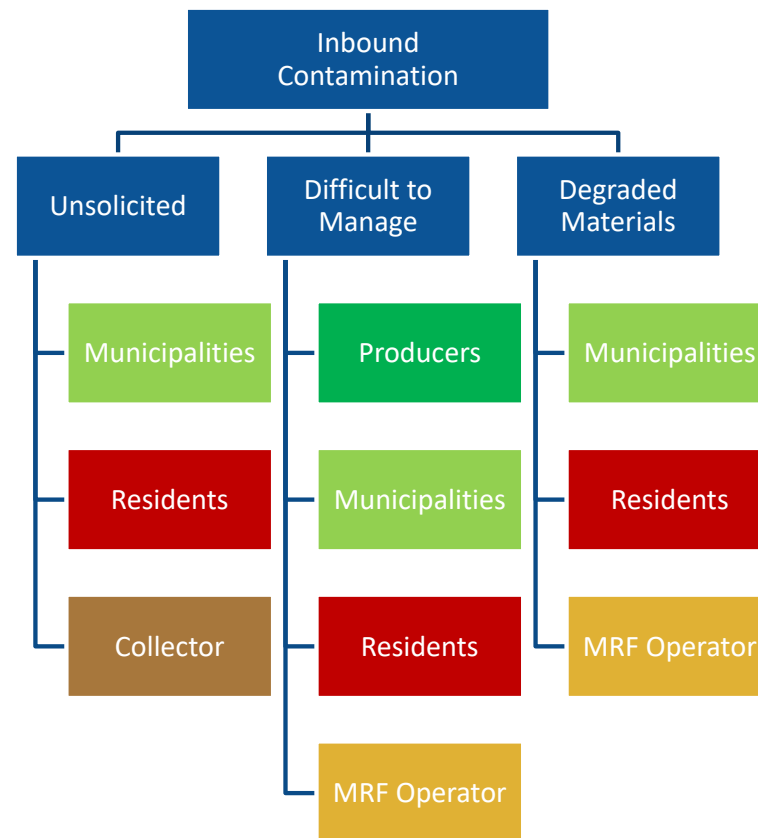 Inbound
Contamination
Unsolicited
Difficult to
Manage
Degraded
Materials
Municipalities
Residents
Collector
Producers
Municipalities
Residents
MRF Operator
Municipalities
Residents
MRF Operator